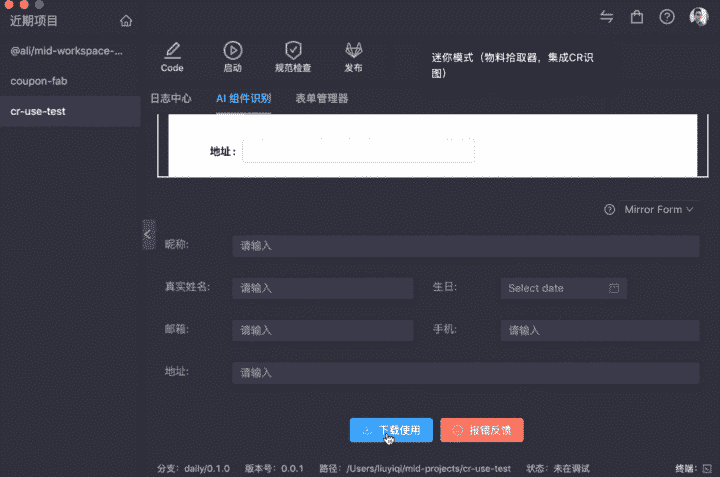 近期项目
@ali/mid-workspace-...
coupon-fab
cr-use-test
Code
启动
规范检查
发布
迷你模式（物料拾取器，集成CR识
图）
日志中心
AI 组件识别
表单管理器
地址：
Mirror Form
昵称:
请输入
真实姓名:
请输入
生日:
Select date
邮箱:
请输入
手机:
请输入
地址:
请输入
下载使用
报错反馈
分支：daily/0.1.0 版本号：0.0.1 路径：/Users/liuyiqi/mid-projects/cr-use-test 状态：未在调试 终端：